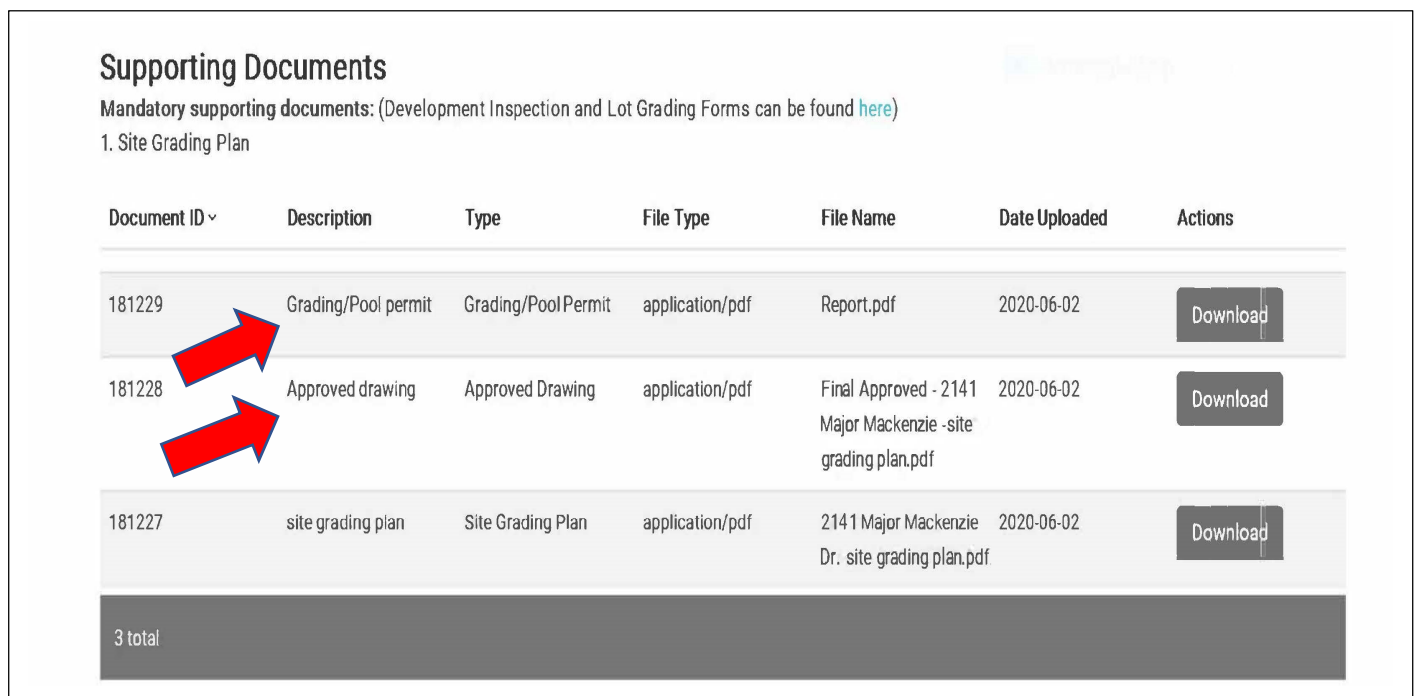 Supporting Documents
Mandatory supporting documents: (Development Inspection and Lot Grading Forms can be found here)
1. Site Grading Plan
Document ID Description Type File Type File Name Date Uploaded Actions
181229 Grading/Pool permit Grading/Pool Permit application/pdf Report.pdf 2020-06-02 Download
181228 Approved drawing Approved Drawing application/pdf Final Approved - 2141 2020-06-02 Download
Major Mackenzie -site
grading plan.pdf
181227 site grading plan Site Grading Plan application/pdf 2141 Major Mackenzie 2020-06-02 Download
Dr. site grading plan.pdf
3 total